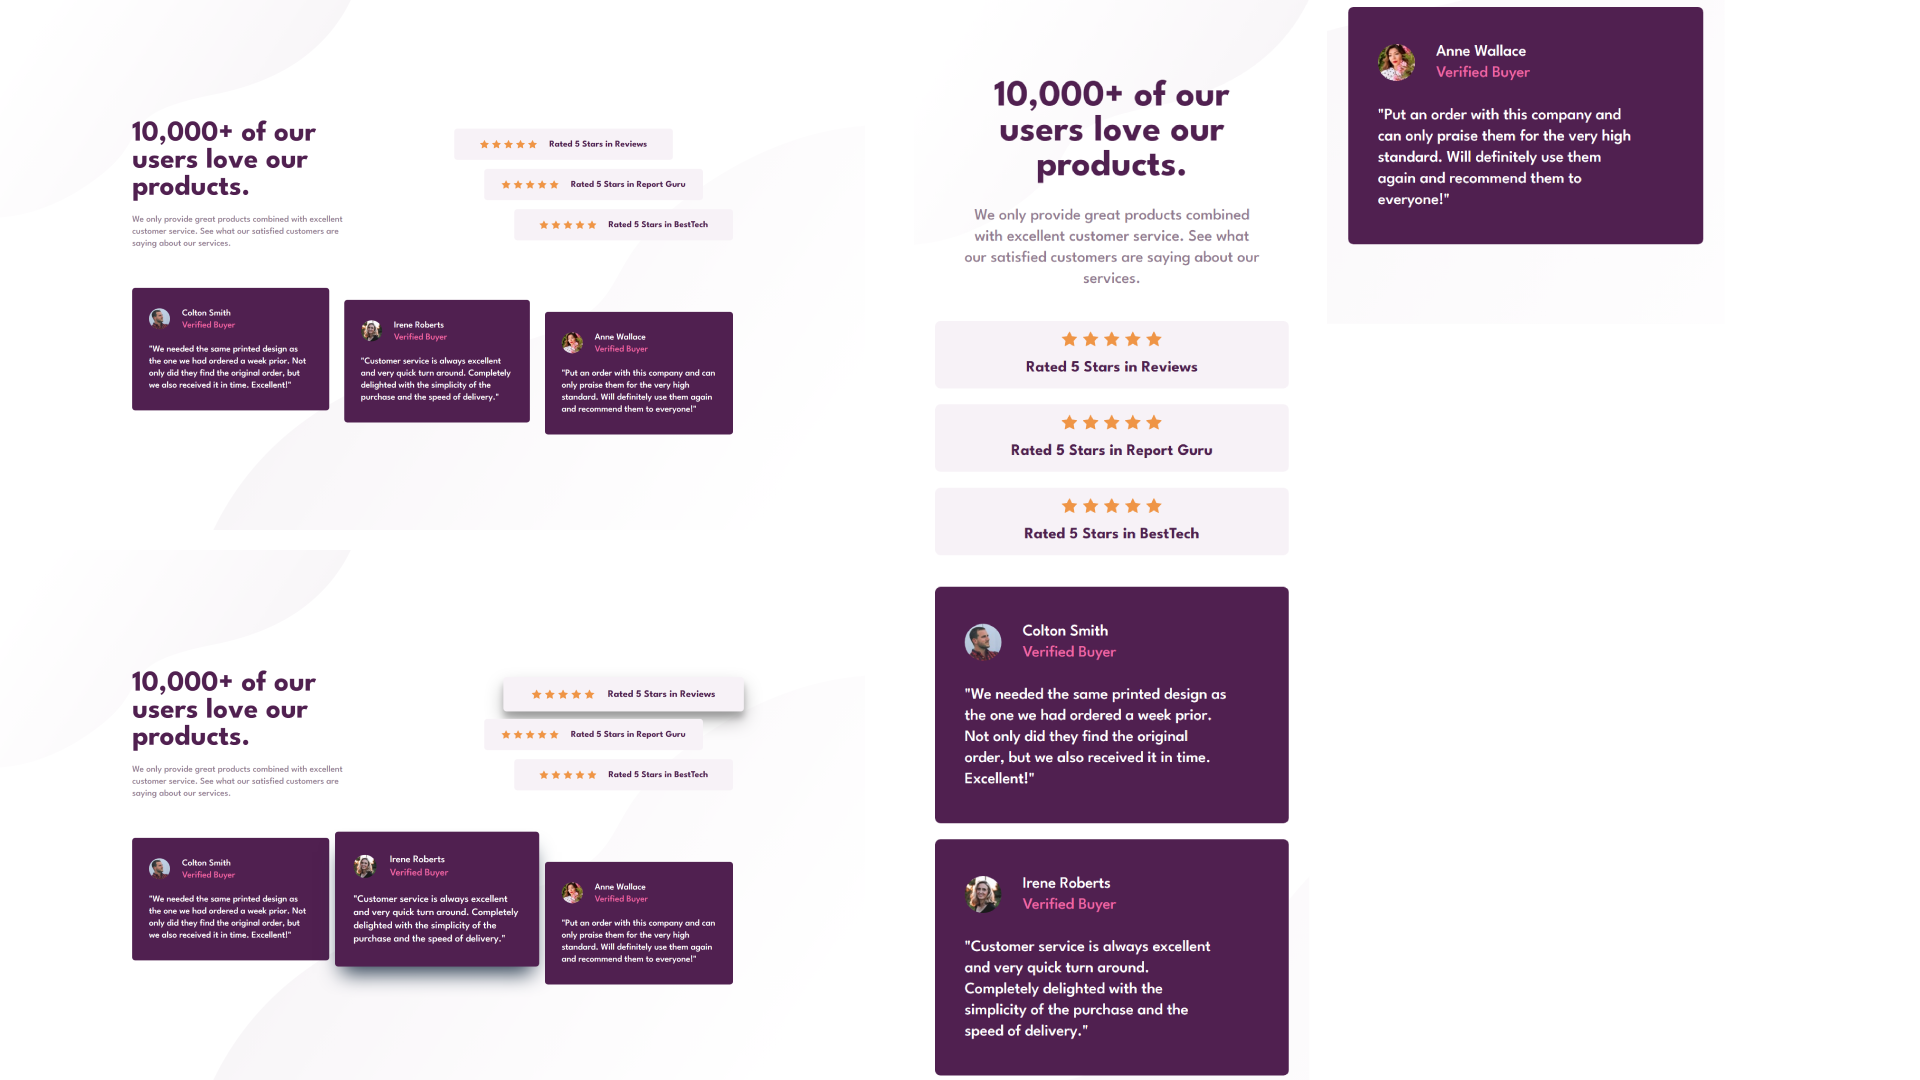 10,000+ of our
users love our
products.
We only provide great products combined with excellent
customer service. See what our satisfied customers are
saying about our services.
Rated 5 Stars in Reviews
Rated 5 Stars in Report Guru
Rated 5 Stars in BestTech
Colton Smith
Verified Buyer
"We needed the same printed design as
the one we had ordered a week prior. Not
only did they find the original order, but
we also received it in time. Excellent!"
Irene Roberts
Verified Buyer
"Customer service is always excellent
and very quick turn around. Completely
delighted with the simplicity of the
purchase and the speed of delivery."
Anne Wallace
Verified Buyer
"Put an order with this company and can
only praise them for the very high
standard. Will definitely use them again
and recommend them to everyone!"
10,000+ of our
users love our
products.
We only provide great products combined with excellent
customer service. See what our satisfied customers are
saying about our services.
Rated 5 Stars in Reviews
Rated 5 Stars in Report Guru
Rated 5 Stars in BestTech
Colton Smith
Verified Buyer
"We needed the same printed design as
the one we had ordered a week prior. Not
only did they find the original order, but
we also received it in time. Excellent!"
Irene Roberts
Verified Buyer
"Customer service is always excellent
and very quick turn around. Completely
delighted with the simplicity of the
purchase and the speed of delivery."
Anne Wallace
Verified Buyer
"Put an order with this company and can
only praise them for the very high
standard. Will definitely use them again
and recommend them to everyone!"
10,000+ of our
users love our
products.
We only provide great products combined
with excellent customer service. See what
our satisfied customers are saying about our
services.
Rated 5 Stars in Reviews
Rated 5 Stars in Report Guru
Rated 5 Stars in BestTech
Colton Smith
Verified Buyer
"We needed the same printed design as
the one we had ordered a week prior.
Not only did they find the original
order, but we also received it in time.
Excellent!"
Irene Roberts
Verified Buyer
"Customer service is always excellent
and very quick turn around.
Completely delighted with the
simplicity of the purchase and the
speed of delivery."
Anne Wallace
Verified Buyer
"Put an order with this company and
can only praise them for the very high
standard. Will definitely use them
again and recommend them to
everyone!"